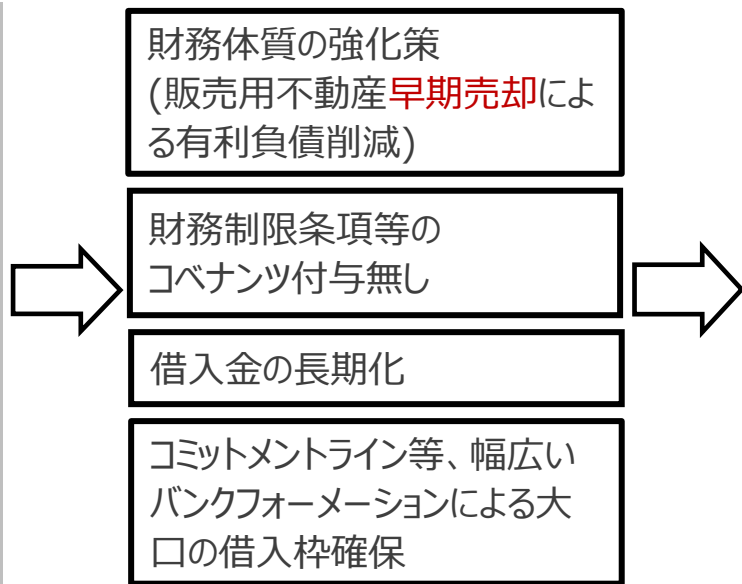 財務体質の強化策
(販売用不動産早期売却によ
る有利負債削減)
財務制限条項等の
コベナンツ付与無し
借入金の長期化
コミットメントライン等、幅広い
バンクフォーメーションによる大
口の借入枠確保